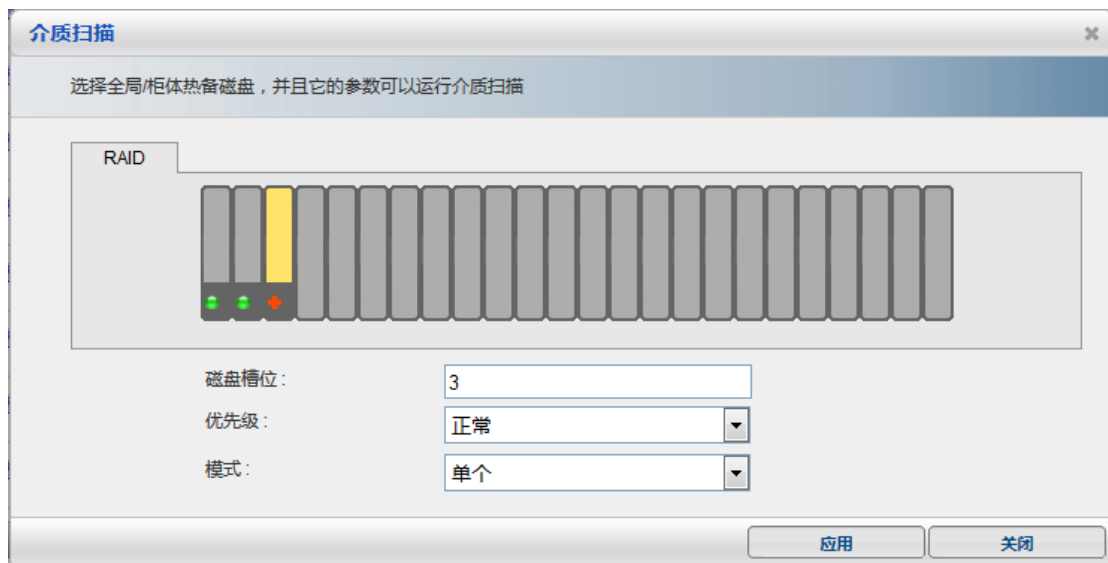 介质扫描
选择全局/柜体热备磁盘，并且它的参数可以运行介质扫描
RAID
磁盘槽位：
3
优先级：
正常
模式：
单个
应用
关闭